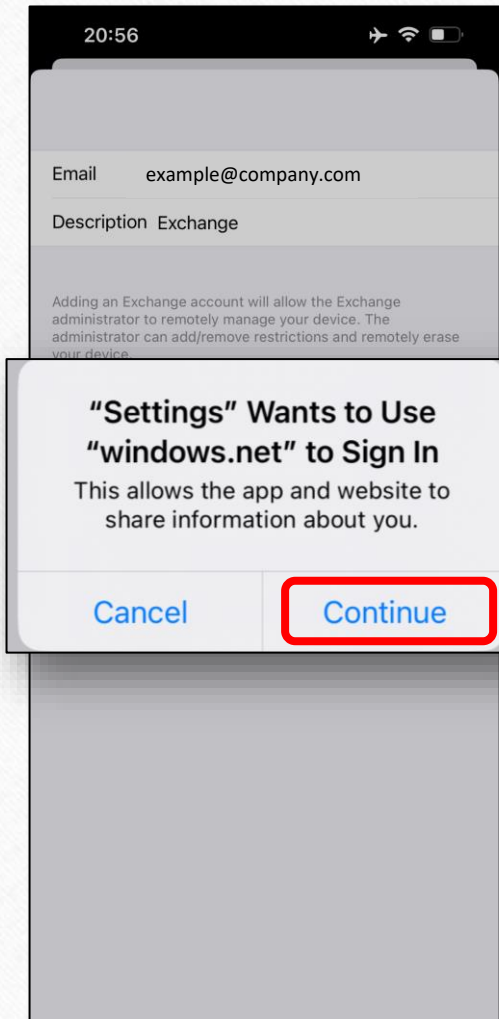 20:56
Email example@company.com
Description Exchange
Adding an Exchange account will allow the Exchange
administrator to remotely manage your device. The
administrator can add/remove restrictions and remotely erase
your device.
“Settings” Wants to Use
“windows.net” to Sign In
This allows the app and website to
share information about you.
Cancel Continue